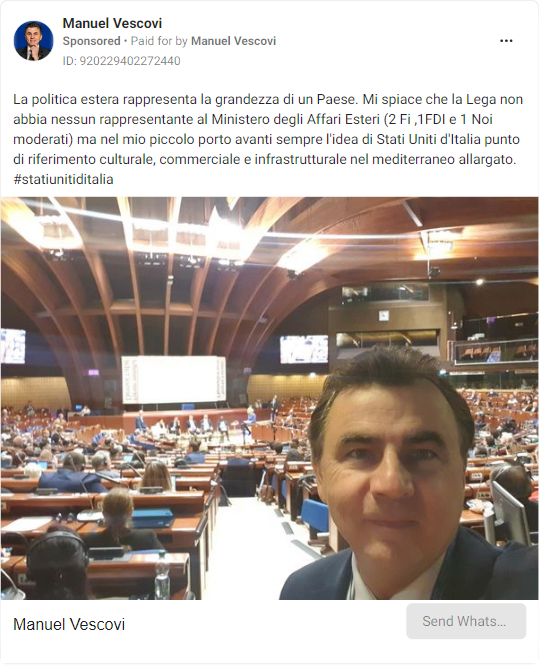 Manuel Vescovi
Sponsored • Paid for by Manuel Vescovi
ID: 920229402272440
La politica estera rappresenta la grandezza di un Paese. Mi spiace che la Lega non
abbia nessun rappresentante al Ministero degli Affari Esteri (2 Fi ,1FDI e 1 Noi
moderati) ma nel mio piccolo porto avanti sempre l'idea di Stati Uniti d'Italia punto
di riferimento culturale, commerciale e infrastrutturale nel mediterraneo allargato.
#statiunitiditalia
Manuel Vescovi
Send Whats...